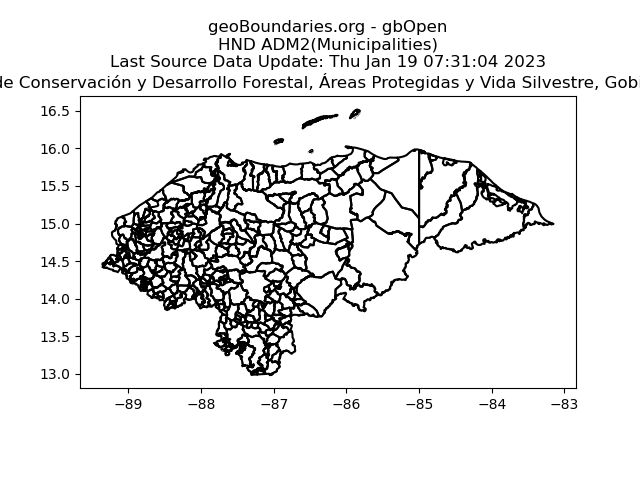 geoBoundaries.org - gbOpen
HND ADM2(Municipalities)
Last Source Data Update: Thu Jan 19 07:31:04 2023
de Conservación y Desarrollo Forestal, Áreas Protegidas y Vida Silvestre, Gobi
16.5
16.0
15.5
15.0
14.5
14.0
13.5
13.0
−89 −88 −87 −86 −85 −84 −83